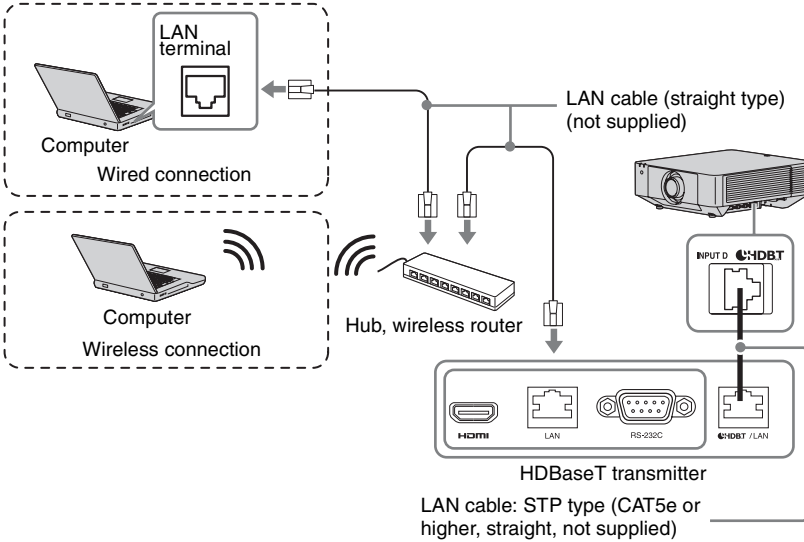 LAN
terminal
Computer
Wired connection
LAN cable (straight type)
(not supplied)
INPUT D HDBT
Computer
Wireless connection
Hub, wireless router
HDMI
LAN
RS-232C
HDBT / LAN
HDBaseT transmitter
LAN cable: STP type (CAT5e or
higher, straight, not supplied)